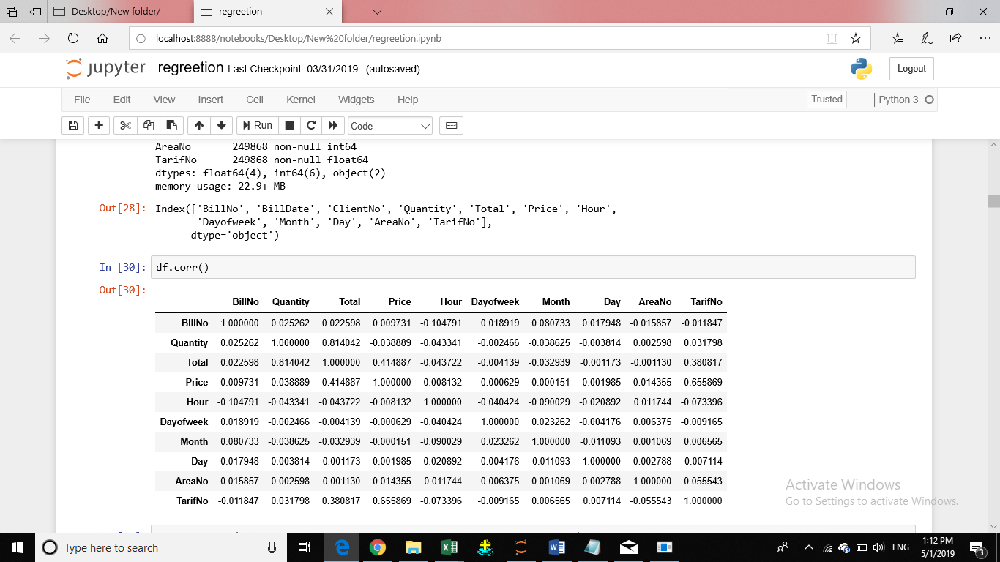 Desktop/New folder/
regreetion
localhost:8888/notebooks/Desktop/New%20folder/regreetion.ipynb
jupyter regreetion Last Checkpoint: 03/31/2019 (autosaved)
Logout
File Edit View Insert Cell Kernel Widgets Help
Trusted
Python 3
Run
Code
AreaNo 249868 non-null int64
TarifNo 249868 non-null float64
dtypes: float64(4), int64(6), object(2)
memory usage: 22.9+ MB
Out[28]: Index(['BillNo', 'BillDate', 'ClientNo', 'Quantity', 'Total', 'Price', 'Hour',
'Dayofweek', 'Month', 'Day', 'AreaNo', 'TarifNo'],
dtype='object')
In [30]: df.corr()
Out[30]:
BillNo Quantity Total Price Hour Dayofweek Month Day AreaNo TarifNo
BillNo 1.000000 0.025262 0.022598 0.009731 -0.104791 0.018919 0.080733 0.017948 -0.015857 -0.011847
Quantity 0.025262 1.000000 0.814042 -0.038889 -0.043341 -0.002466 -0.038625 -0.003814 0.002598 0.031798
Total 0.022598 0.814042 1.000000 0.414887 -0.043722 -0.004139 -0.032939 -0.001173 -0.001130 0.380817
Price 0.009731 -0.038889 0.414887 1.000000 -0.008132 -0.000629 -0.000151 0.001985 0.014355 0.655869
Hour -0.104791 -0.043341 -0.043722 -0.008132 1.000000 -0.040424 -0.090029 -0.020892 0.011744 -0.073396
Dayofweek 0.018919 -0.002466 -0.004139 -0.000629 -0.040424 1.000000 0.023262 -0.004176 0.006375 -0.009165
Month 0.080733 -0.038625 -0.032939 -0.000151 -0.090029 0.023262 1.000000 -0.011093 0.001069 0.006565
Day 0.017948 -0.003814 -0.001173 0.001985 -0.020892 -0.004176 -0.011093 1.000000 0.002788 0.007114
AreaNo -0.015857 0.002598 -0.001130 0.014355 0.011744 0.006375 0.001069 0.002788 1.000000 -0.055543
TarifNo -0.011847 0.031798 0.380817 0.655869 -0.073396 -0.009165 0.006565 0.007114 -0.055543 1.000000
Activate Windows
Go to Settings to activate Windows.
Type here to search
ENG
1:12 PM
5/1/2019
3